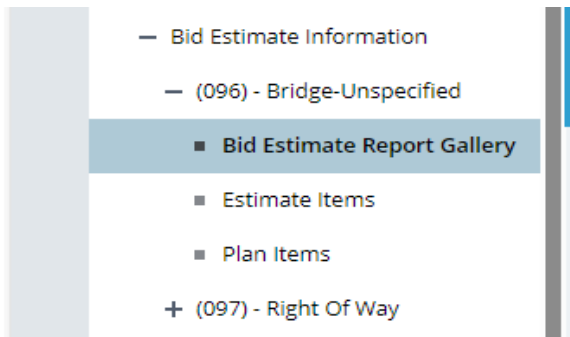 Bid Estimate Information
(096) - Bridge-Unspecified
Bid Estimate Report Gallery
Estimate Items
Plan Items
(097) - Right Of Way